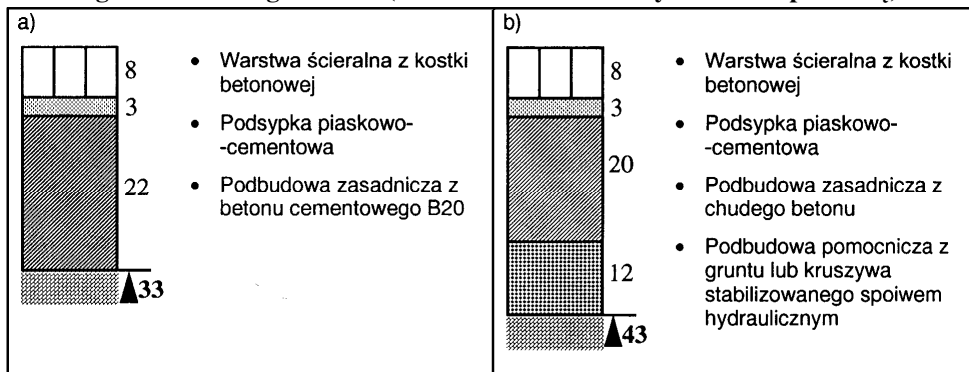 a)
8
3
22
33
• Warstwa ścieralna z kostki
betonowej
• Podsypka piaskowo-
-cementowa
• Podbudowa zasadnicza z
betonu cementowego B20
b)
8
3
20
12
43
• Warstwa ścieralna z kostki
betonowej
• Podsypka piaskowo-
-cementowa
• Podbudowa zasadnicza z
chudego betonu
• Podbudowa pomocnicza z
gruntu lub kruszywa
stabilizowanego spoiwem
hydraulicznym